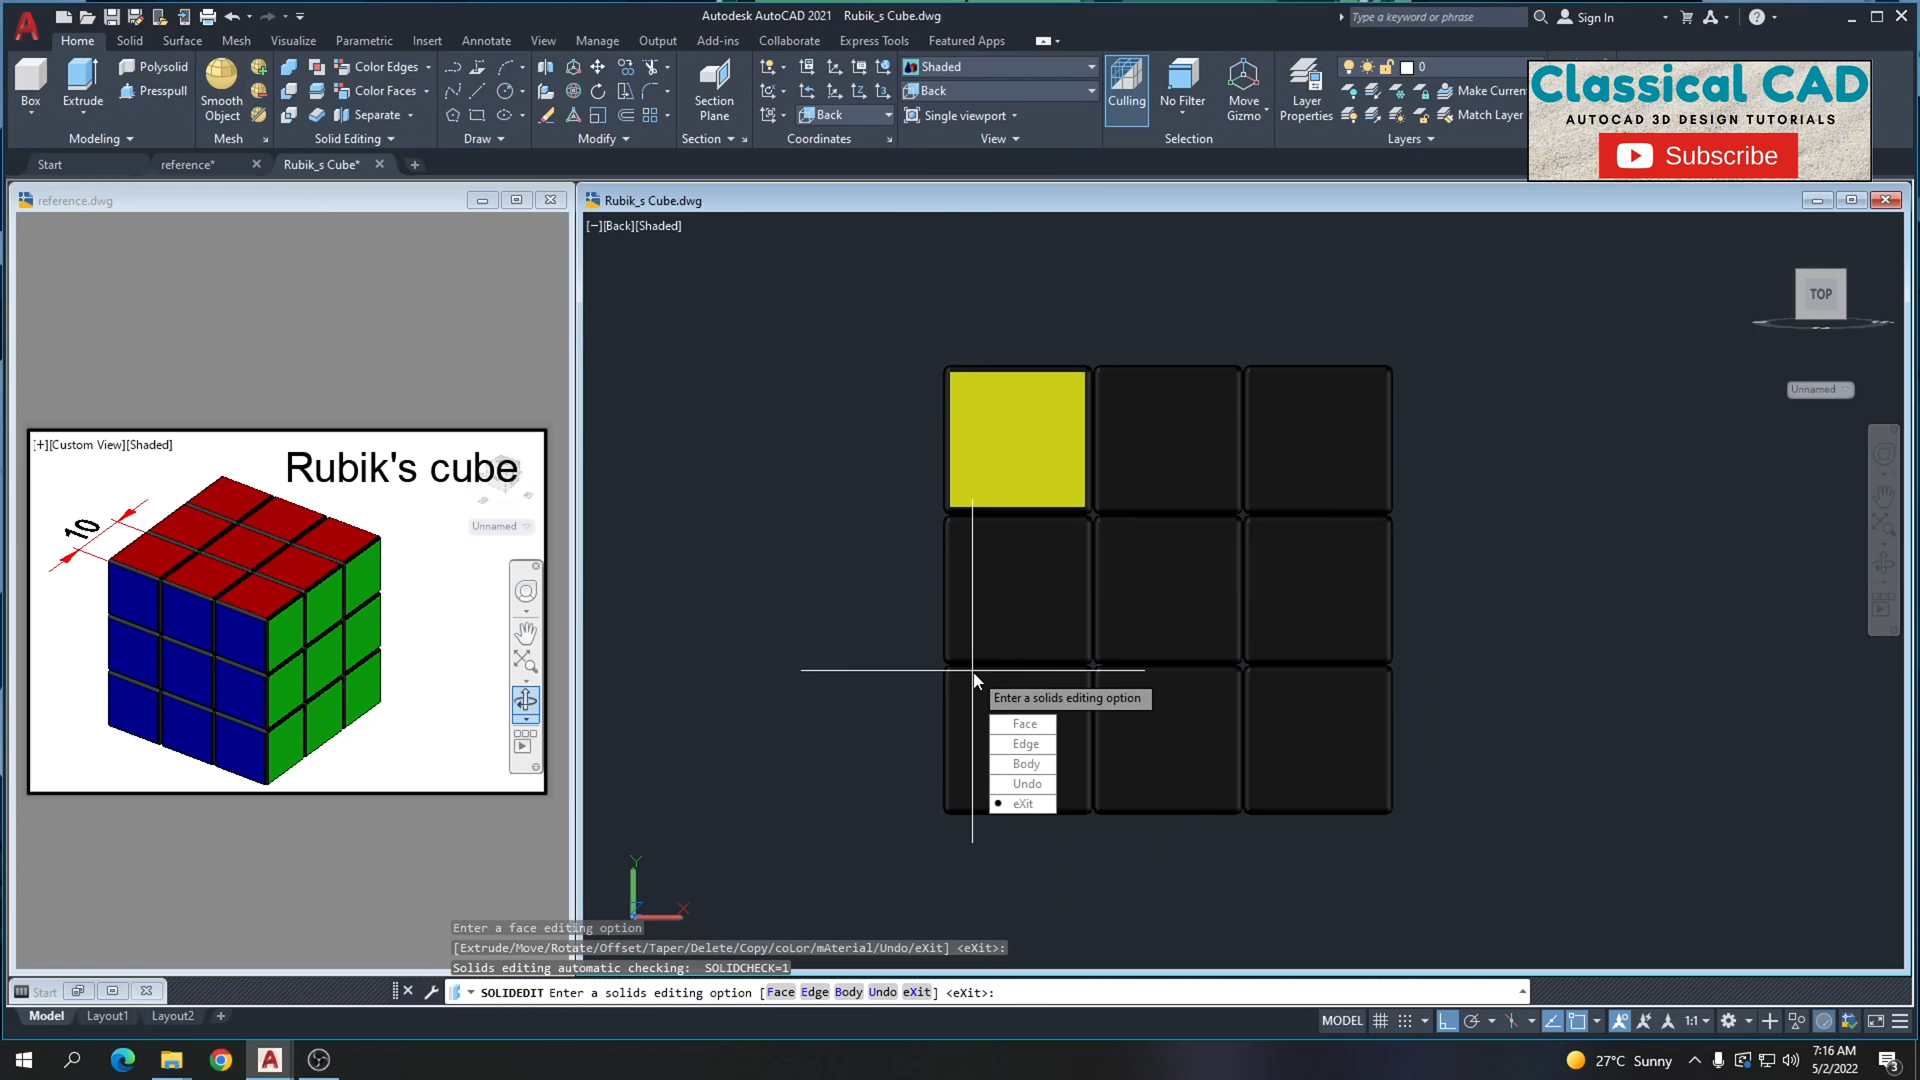 Autodesk AutoCAD 2021 Rubik_s Cube.dwg
Type a keyword or phrase
Sign In
Home Solid Surface Mesh Visualize Parametric Insert Annotate View Manage Output Add-ins Collaborate Express Tools Featured Apps
Box
Extrude
Polysolid
Presspull
Smooth Object
Color Edges
Color Faces
Separate
Section Plane
Back
Shaded
Back
Single viewport
Culling
No Filter
Move Gizmo
Layer Properties
0
Make Current
Match Layer
Modeling Mesh Solid Editing Draw Modify Section Coordinates View Selection Layers
Classical CAD
AUTOCAD 3D DESIGN TUTORIALS
Subscribe
Start reference* Rubik_s Cube*
reference.dwg
Rubik_s Cube.dwg
[−][Back][Shaded]
TOP
Unnamed
[+][Custom View][Shaded]
Rubik's cube
10
Unnamed
Enter a solids editing option
Face
Edge
Body
Undo
eXit
Y
X
Enter a face editing option
[Extrude/Move/Rotate/Offset/Taper/Delete/Copy/coLor/mAterial/Undo/eXit] <eXit>:
Solids editing automatic checking: SOLIDCHECK=1
Start
SOLIDEDIT Enter a solids editing option [Face Edge Body Undo eXit] <eXit>:
Model Layout1 Layout2
MODEL
1:1
27°C Sunny
7:16 AM
5/2/2022
3